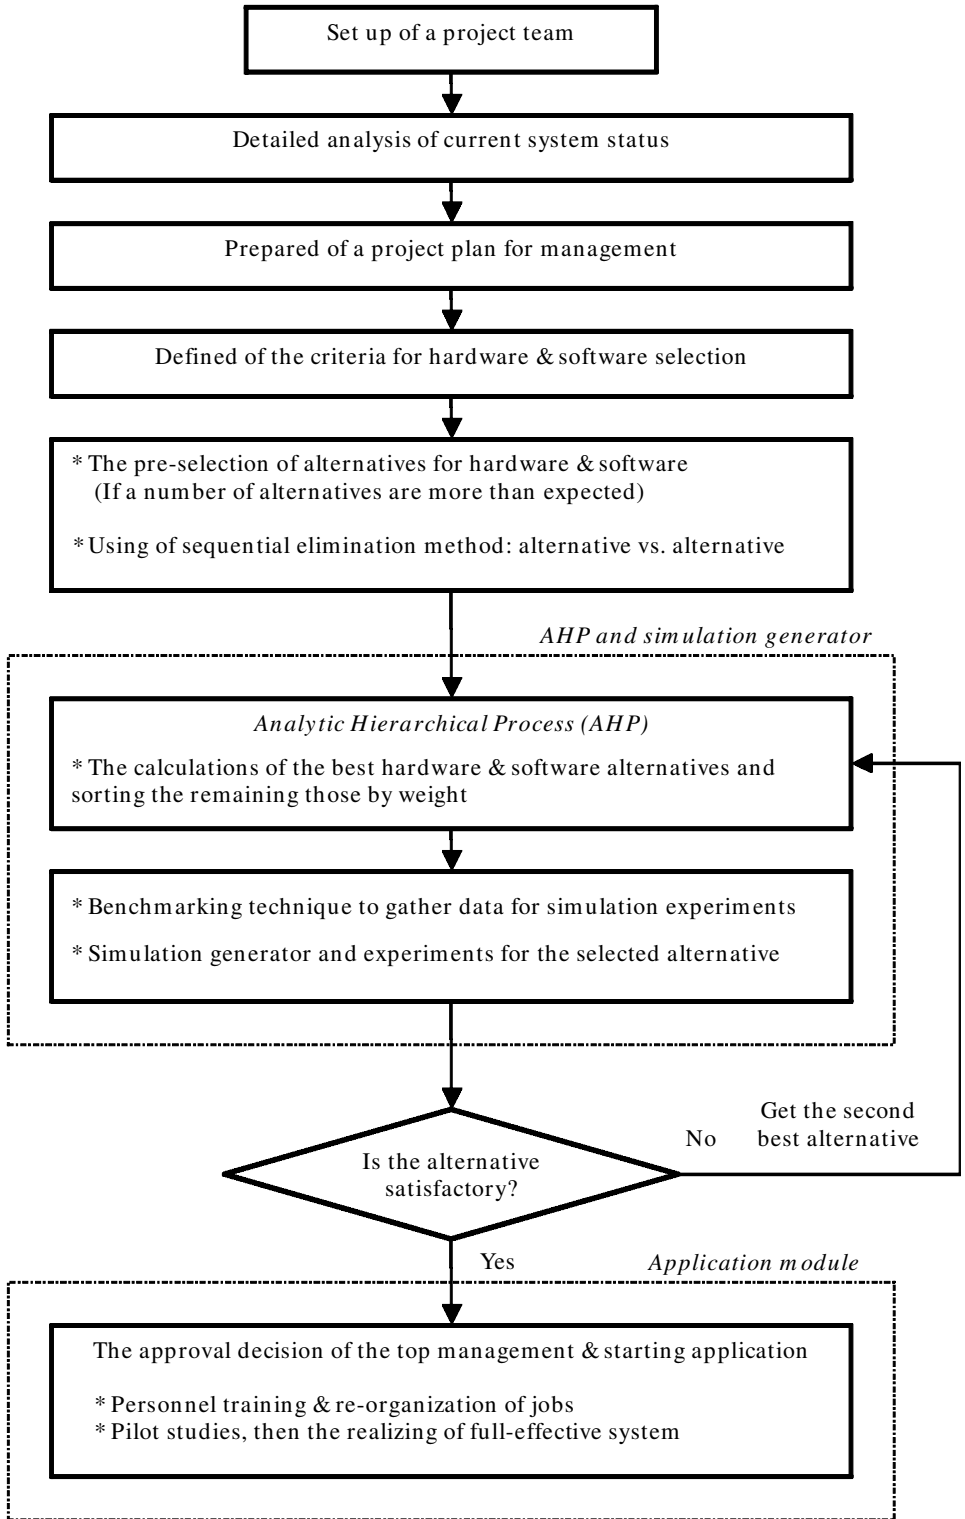 Set up of a project team
Detailed analysis of current system status
Prepared of a project plan for management
Defined of the criteria for hardware & software selection
* The pre-selection of alternatives for hardware & software
(If a number of alternatives are more than expected)
* Using of sequential elimination method: alternative vs. alternative
AHP and simulation generator
Analytic Hierarchical Process (AHP)
* The calculations of the best hardware & software alternatives and
sorting the remaining those by weight
* Benchmarking technique to gather data for simulation experiments
* Simulation generator and experiments for the selected alternative
Get the second
No best alternative
Is the alternative
satisfactory?
Yes
Application module
The approval decision of the top management & starting application
* Personnel training & re-organization of jobs
* Pilot studies, then the realizing of full-effective system